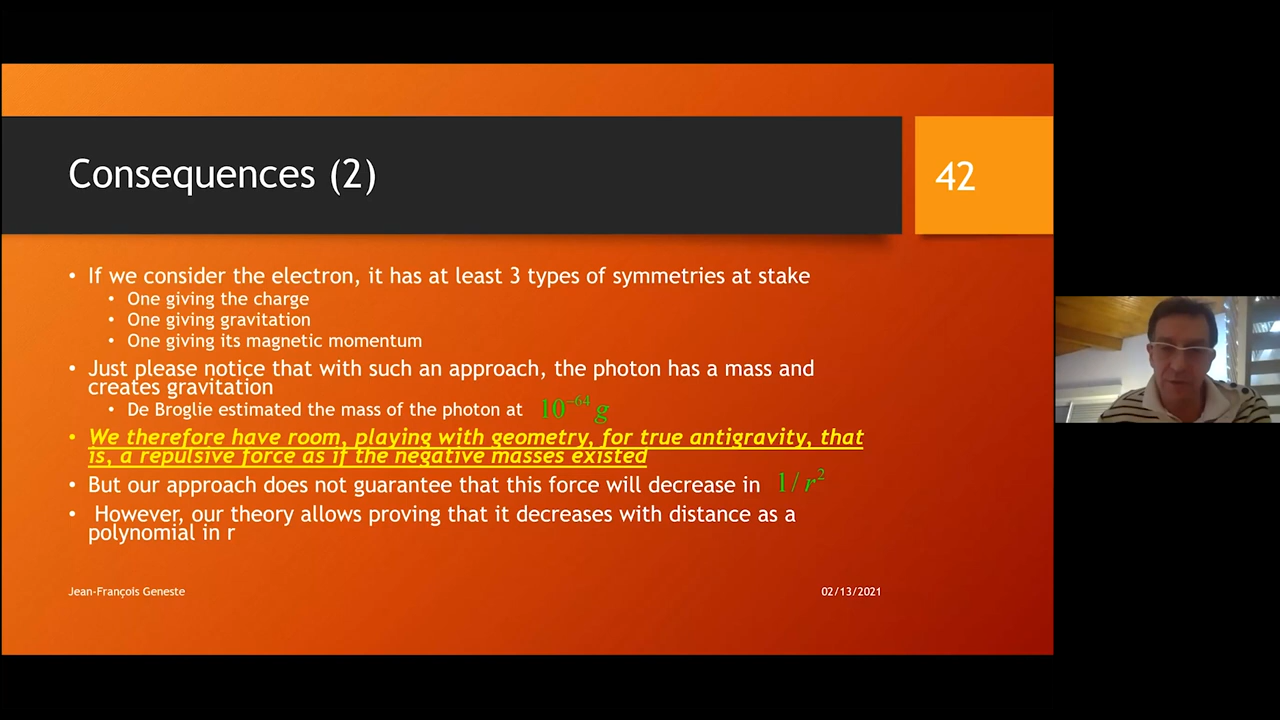 Consequences (2)
42
• If we consider the electron, it has at least 3 types of symmetries at stake
• One giving the charge
• One giving gravitation
• One giving its magnetic momentum
• Just please notice that with such an approach, the photon has a mass and
creates gravitation
• De Broglie estimated the mass of the photon at 10⁻⁶⁴ g
• We therefore have room, playing with geometry, for true antigravity, that
is, a repulsive force as if the negative masses existed
• But our approach does not guarantee that this force will decrease in 1/r²
• However, our theory allows proving that it decreases with distance as a
polynomial in r
Jean-François Geneste
02/13/2021